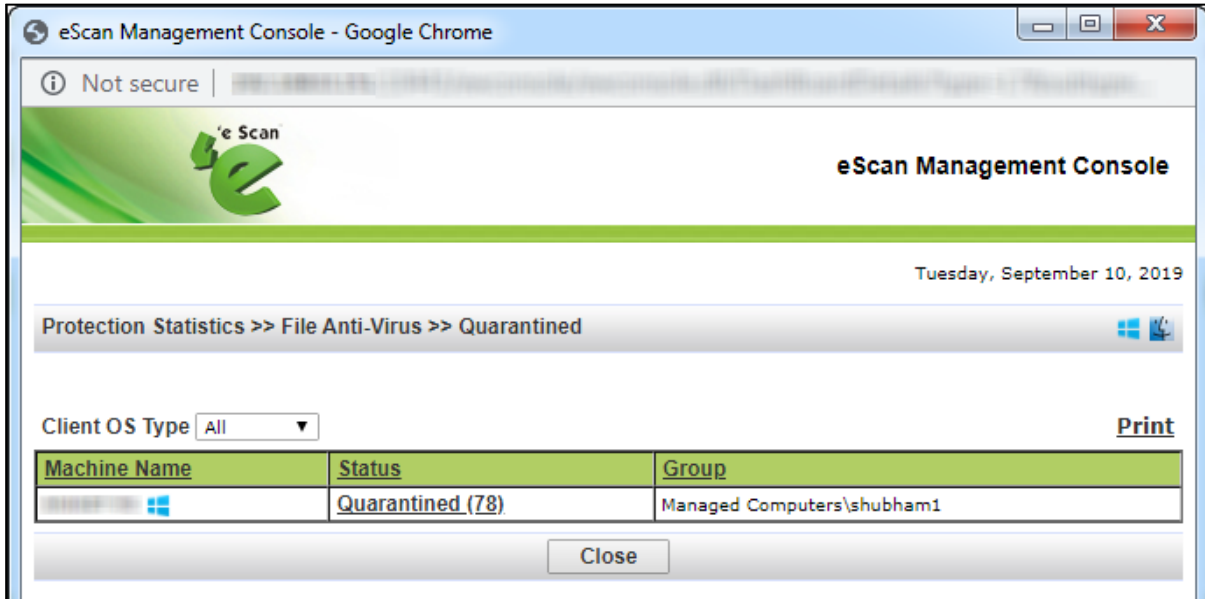 eScan Management Console - Google Chrome
Not secure
e Scan
eScan Management Console
Tuesday, September 10, 2019
Protection Statistics >> File Anti-Virus >> Quarantined
Client OS Type All Print
Machine Name Status Group
Quarantined (78) Managed Computers\shubham1
Close